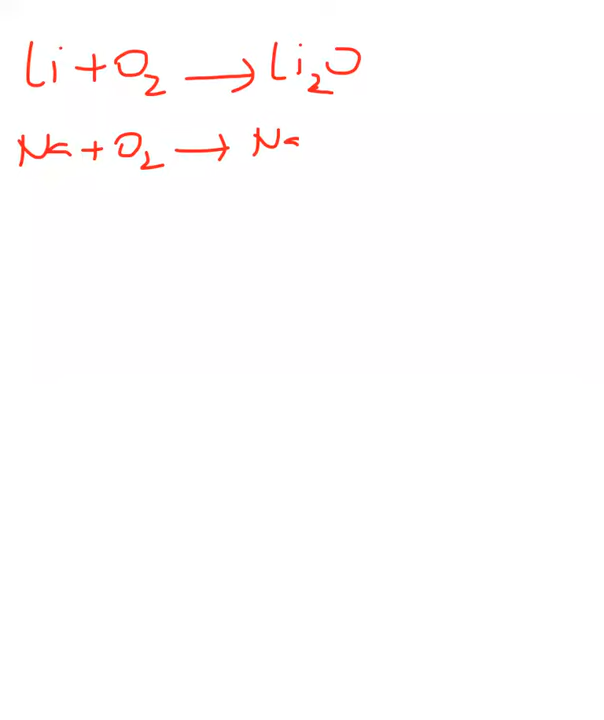 Li + O₂ → Li₂O
Na + O₂ → Na